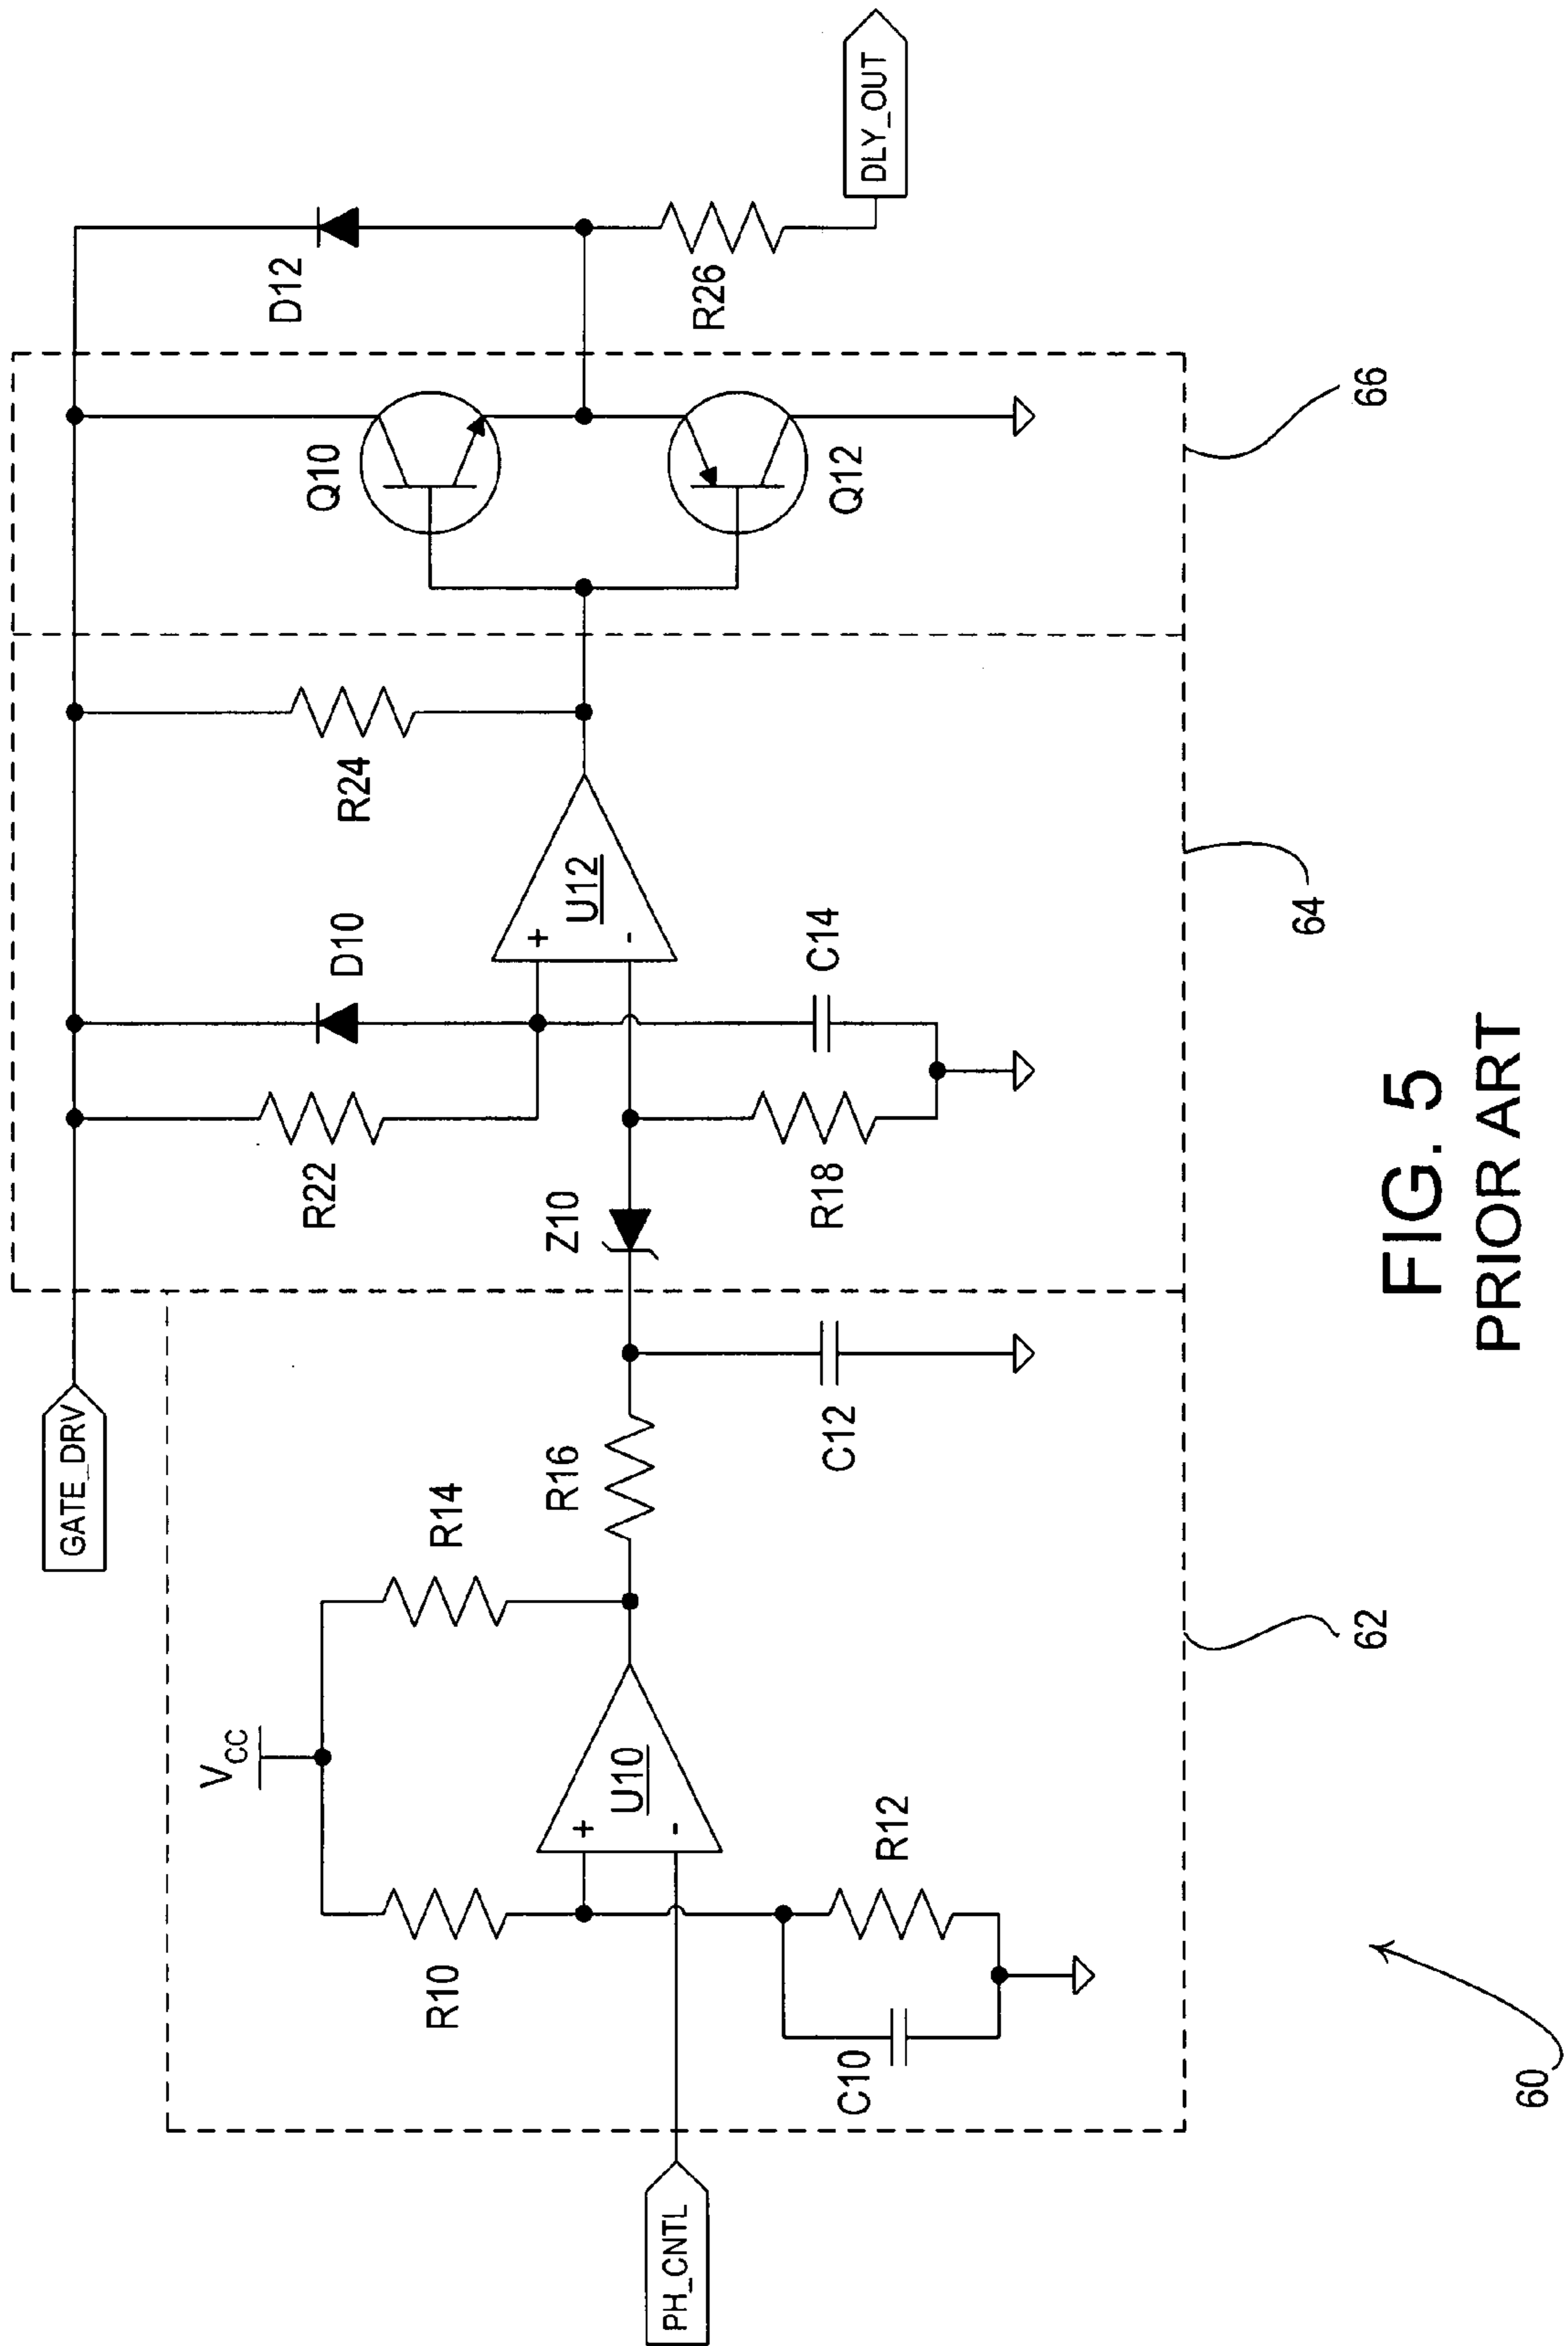 GATE_DRV
V_CC
R10
R14
U10
+
-
R12
C10
PH_CNTL
R16
C12
Z10
R22
D10
R18
C14
U12
+
-
R24
Q10
Q12
D12
R26
DLY_OUT
60
62
64
66
FIG. 5
PRIOR ART